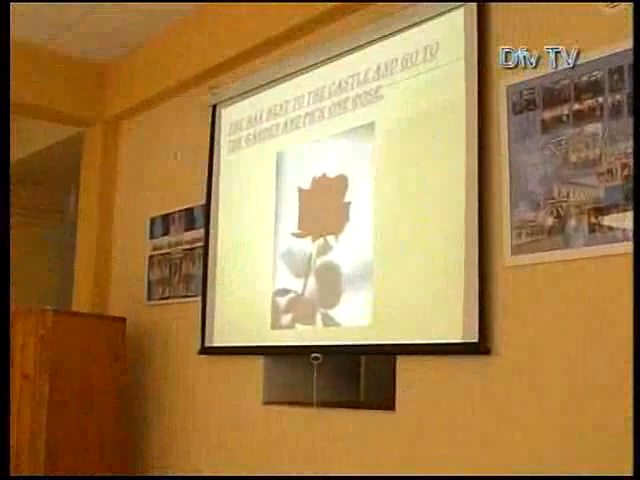 Dfv TV
THE MAN WENT TO THE CASTLE AND GO TO
THE GARDEN AND PICK ONE ROSE.